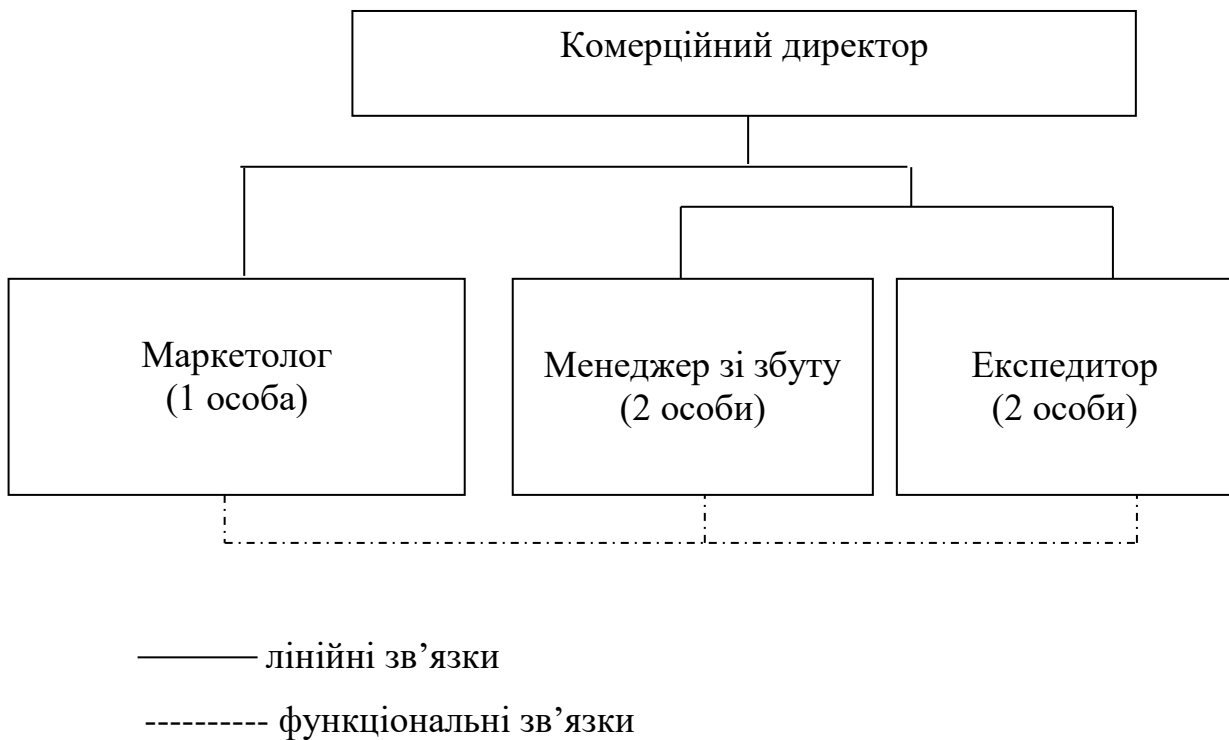 Комерційний директор
Маркетолог
(1 особа)
Менеджер зі збуту
(2 особи)
Експедитор
(2 особи)
лінійні зв’язки
функціональні зв’язки